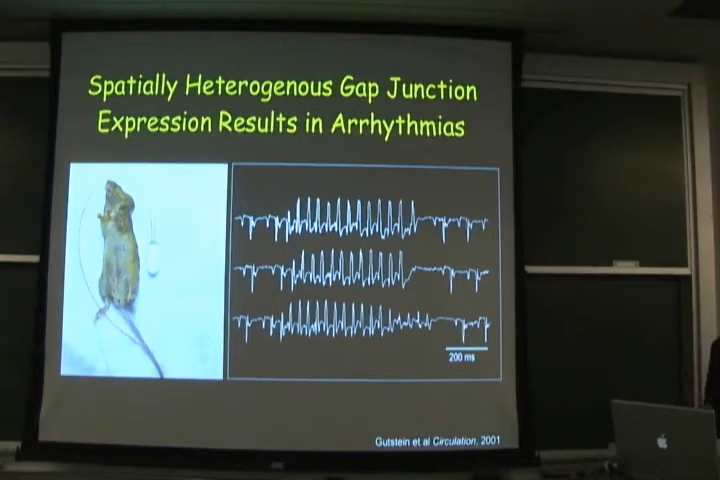 Spatially Heterogenous Gap Junction
Expression Results in Arrhythmias
200 ms
Gutstein et al Circulation, 2001